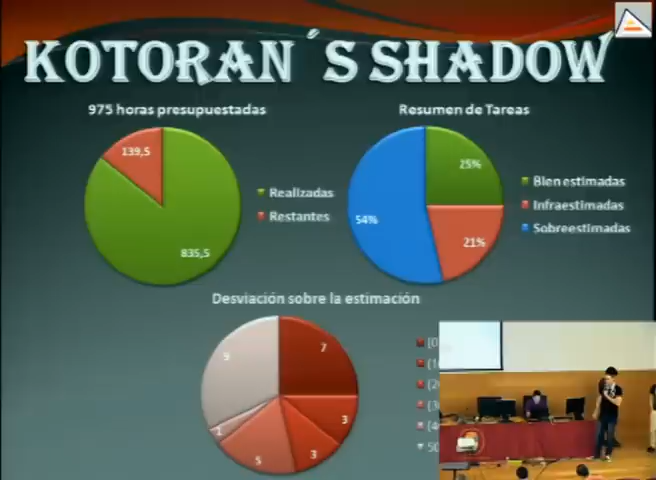 KOTORAN´S SHADOW
975 horas presupuestadas
139,5
835,5
Realizadas
Restantes
Resumen de Tareas
25%
54%
21%
Bien estimadas
Infraestimadas
Sobreestimadas
Desviación sobre la estimación
9
7
3
1
5
3